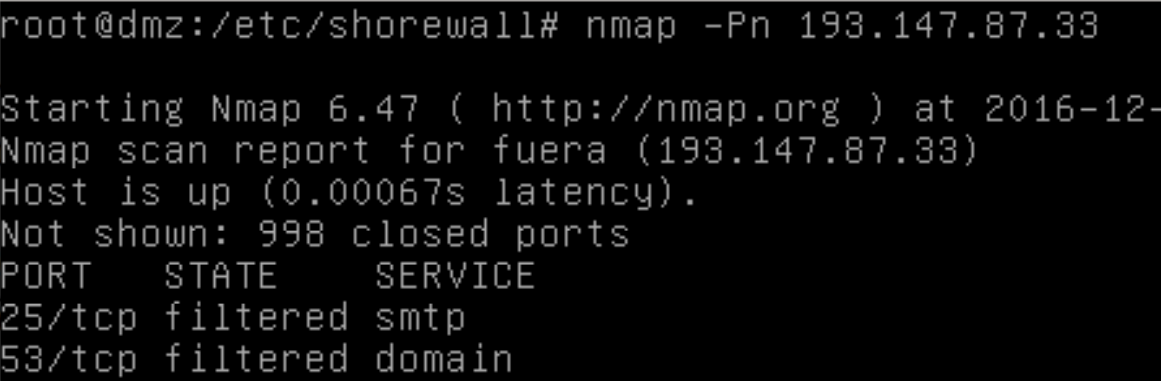 root@dmz:/etc/shorewall# nmap -Pn 193.147.87.33
Starting Nmap 6.47 ( http://nmap.org ) at 2016-12-
Nmap scan report for fuera (193.147.87.33)
Host is up (0.00067s latency).
Not shown: 998 closed ports
PORT   STATE    SERVICE
25/tcp filtered smtp
53/tcp filtered domain